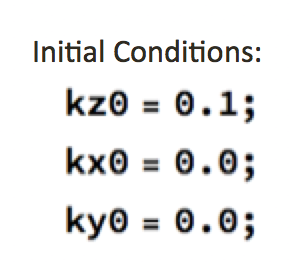 Initial Conditions:
kz0 = 0.1;
kx0 = 0.0;
ky0 = 0.0;